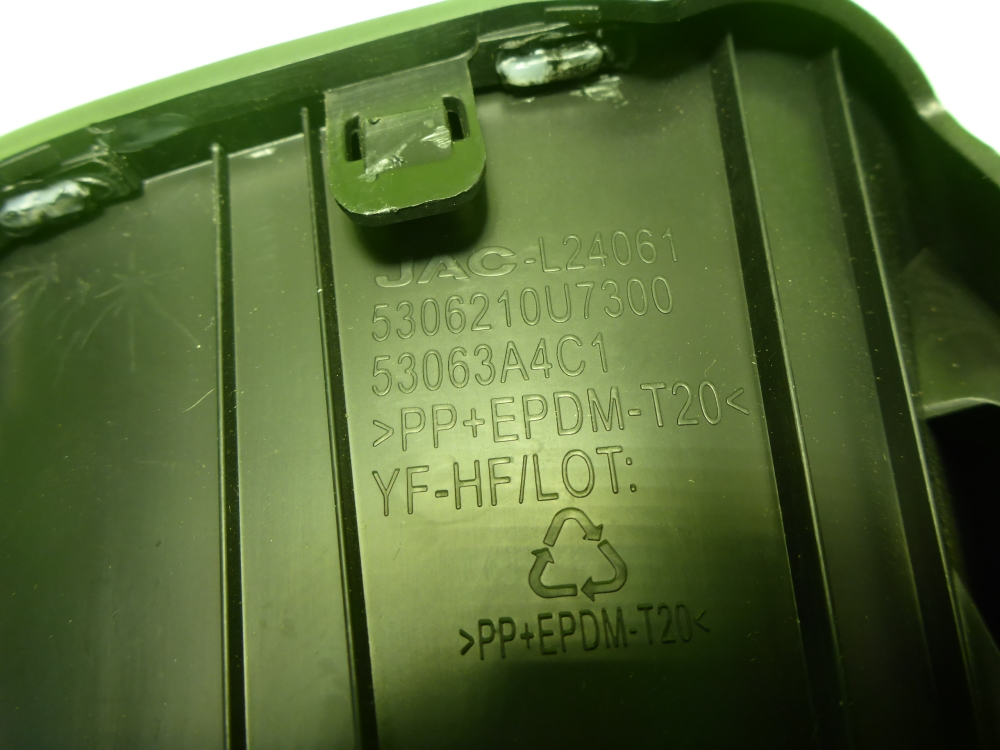 JAC-L24061
5306210U7300
53063A4C1
>PP+EPDM-T20<
YF-HF/LOT:
>PP+EPDM-T20<